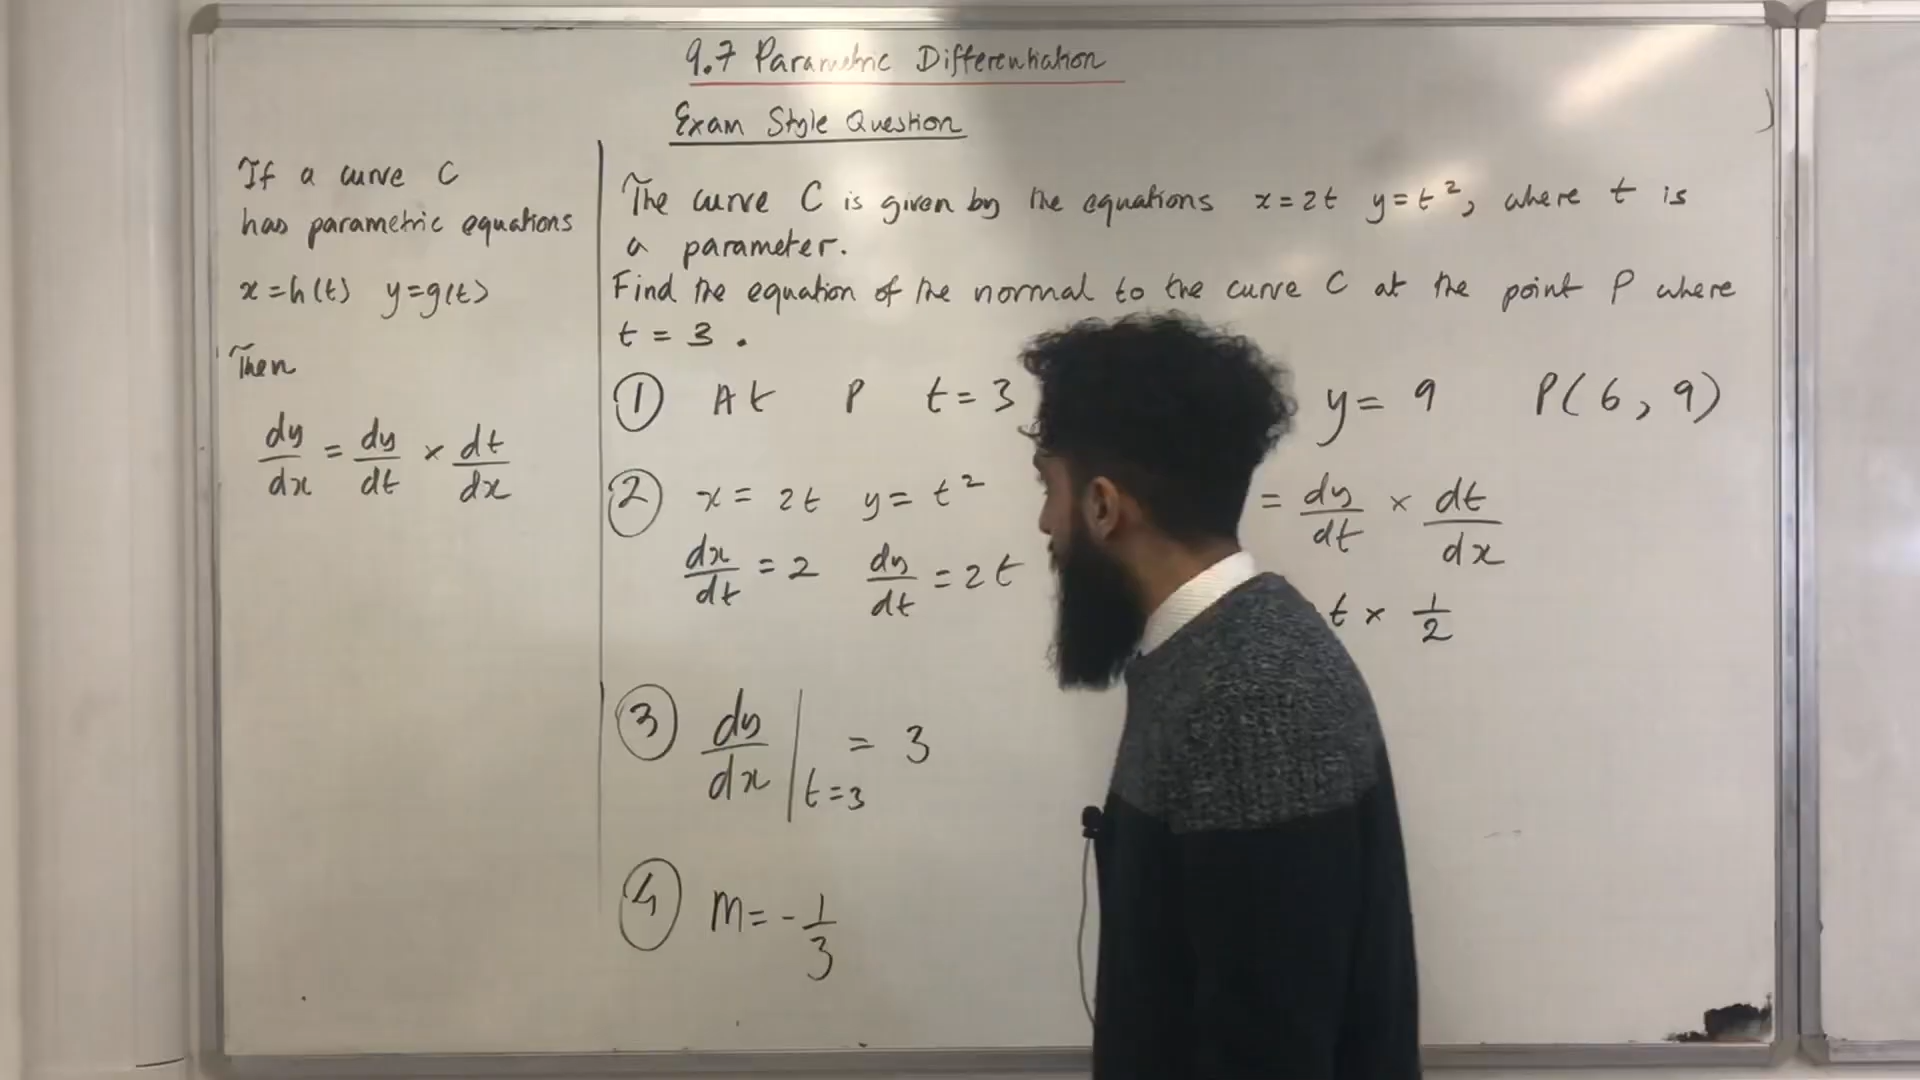 9.7 Parametric Differentiation
Exam Style Question
If a curve C
has parametric equations
x=h(t) y=g(t)
Then
dy/dx = dy/dt × dt/dx
The curve C is given by the equations x=2t y=t², where t is
a parameter.
Find the equation of the normal to the curve C at the point P where
t = 3.
① At P t=3 y= 9 P(6, 9)
② x= 2t y= t² = dy/dt × dt/dx
dx/dt = 2 dy/dt = 2t t × 1/2
③ dy/dx | t=3 = 3
④ m= -1/3